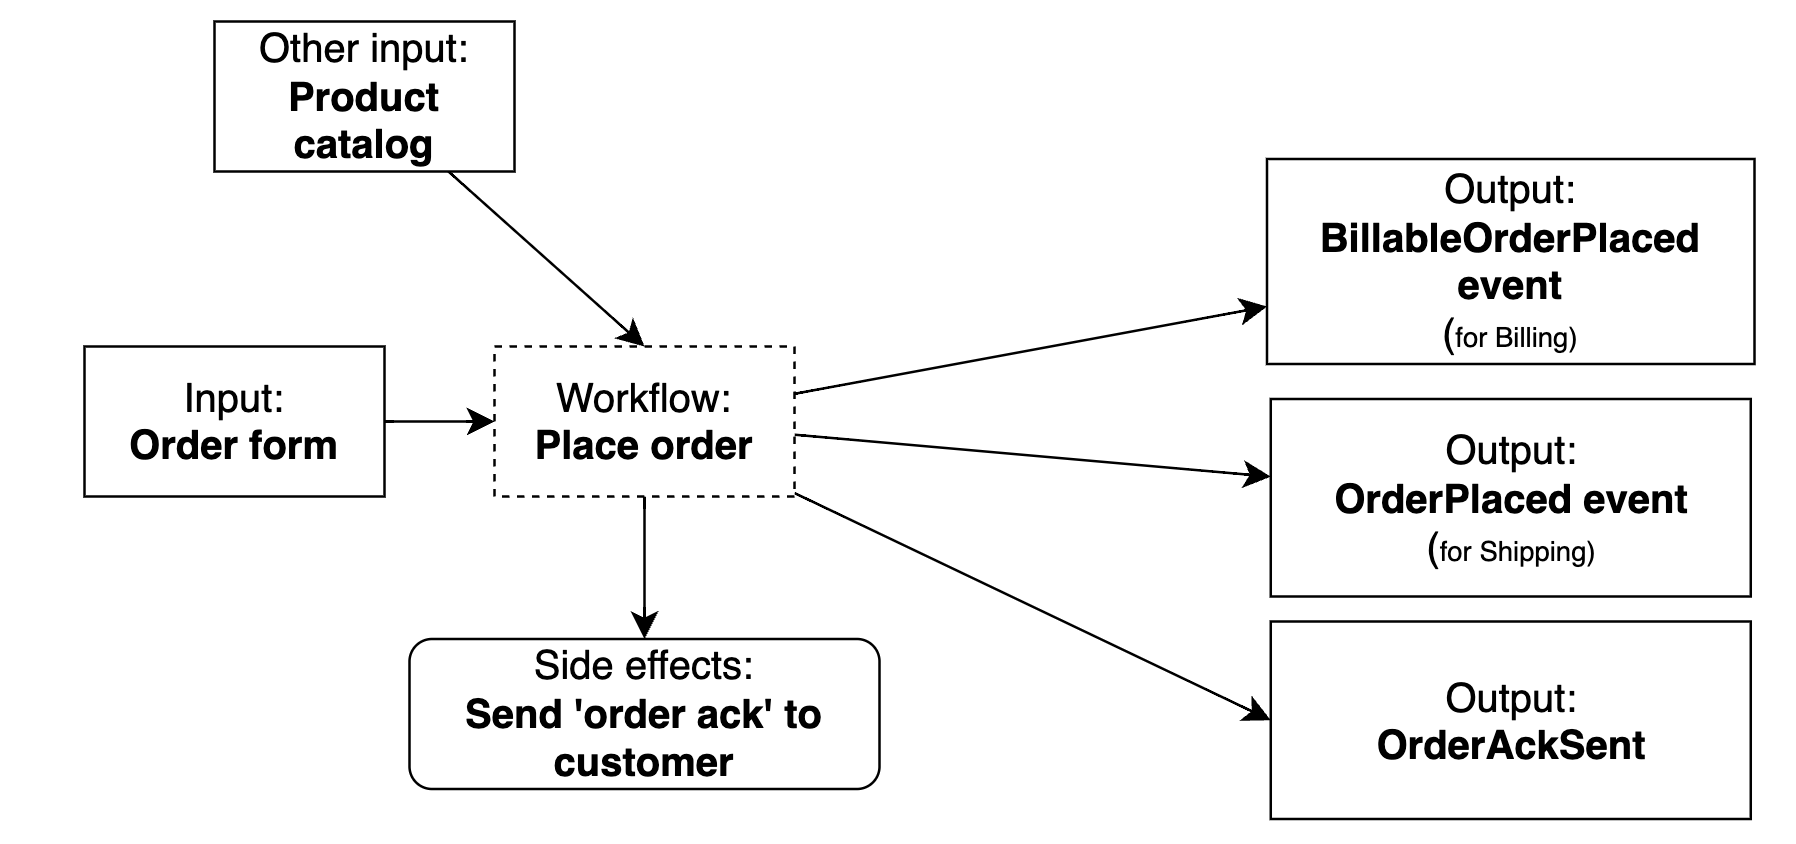 Other input:
Product
catalog
Input:
Order form
Workflow:
Place order
Side effects:
Send 'order ack' to
customer
Output:
BillableOrderPlaced
event
(for Billing)
Output:
OrderPlaced event
(for Shipping)
Output:
OrderAckSent